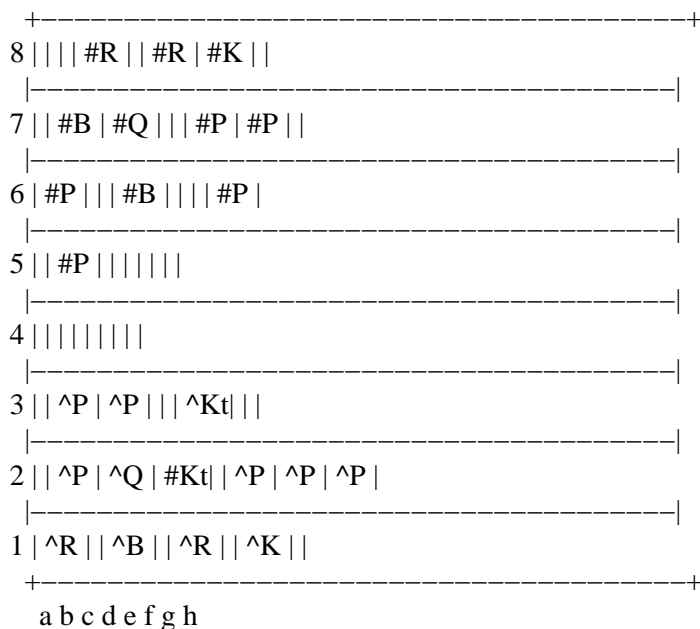 +−−−−−−−−−−−−−−−−−−−−−−−−−−−−−−−−−−−−−−−+
8 | | | | #R | | #R | #K | |
|−−−−−−−−−−−−−−−−−−−−−−−−−−−−−−−−−−−−−−−|
7 | | #B | #Q | | | #P | #P | |
|−−−−−−−−−−−−−−−−−−−−−−−−−−−−−−−−−−−−−−−|
6 | #P | | | #B | | | | #P |
|−−−−−−−−−−−−−−−−−−−−−−−−−−−−−−−−−−−−−−−|
5 | | #P | | | | | | |
|−−−−−−−−−−−−−−−−−−−−−−−−−−−−−−−−−−−−−−−|
4 | | | | | | | | |
|−−−−−−−−−−−−−−−−−−−−−−−−−−−−−−−−−−−−−−−|
3 | | ^P | ^P | | | ^Kt| | |
|−−−−−−−−−−−−−−−−−−−−−−−−−−−−−−−−−−−−−−−|
2 | | ^P | ^Q | #Kt| | ^P | ^P | ^P |
|−−−−−−−−−−−−−−−−−−−−−−−−−−−−−−−−−−−−−−−|
1 | ^R | | ^B | | ^R | | ^K | |
+−−−−−−−−−−−−−−−−−−−−−−−−−−−−−−−−−−−−−−−+
a b c d e f g h